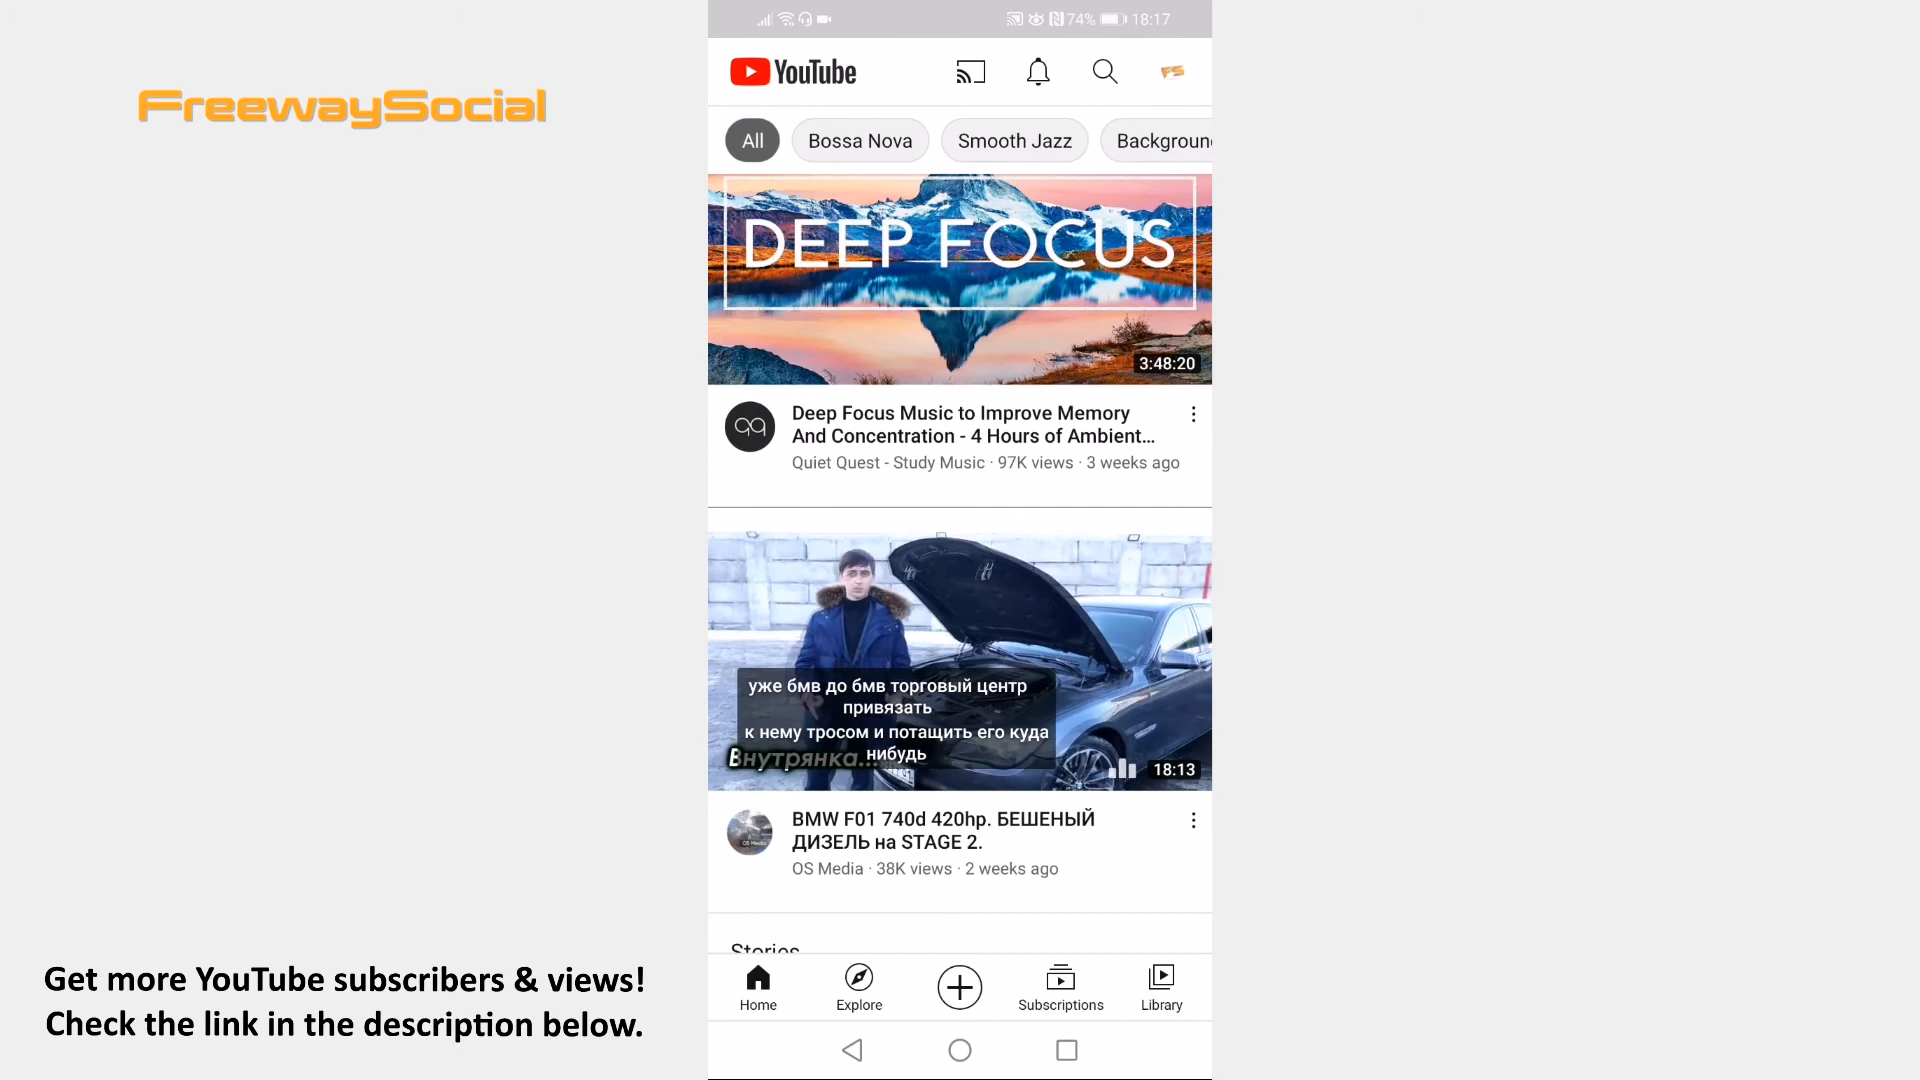 74% 18:17
FreewaySocial
YouTube
FS
All Bossa Nova Smooth Jazz Backgroun
DEEP FOCUS
3:48:20
Deep Focus Music to Improve Memory
And Concentration - 4 Hours of Ambient...
Quiet Quest - Study Music · 97K views · 3 weeks ago
уже бмв до бмв торговый центр
привязать
к нему тросом и потащить его куда
нибудь
Внутрянка...
18:13
BMW F01 740d 420hp. БЕШЕНЫЙ
ДИЗЕЛЬ на STAGE 2.
OS Media · 38K views · 2 weeks ago
Stories
Home Explore Subscriptions Library
Get more YouTube subscribers & views!
Check the link in the description below.